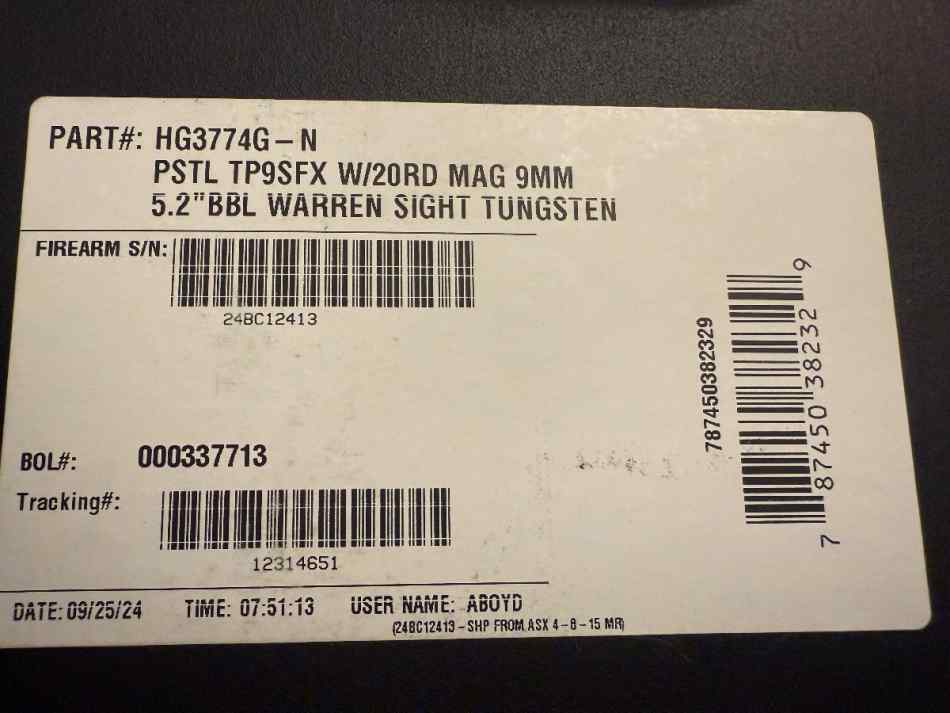 PART#: HG3774G-N
PSTL TP9SFX W/20RD MAG 9MM
5.2"BBL WARREN SIGHT TUNGSTEN
FIREARM S/N:
24BC12413
787450382329
7 87450 38232 9
BOL#: 000337713
Tracking#:
12314651
DATE: 09/25/24 TIME: 07:51:13 USER NAME: ABOYD
(24BC12413-SHP FROM ASX 4-8-15 MR)